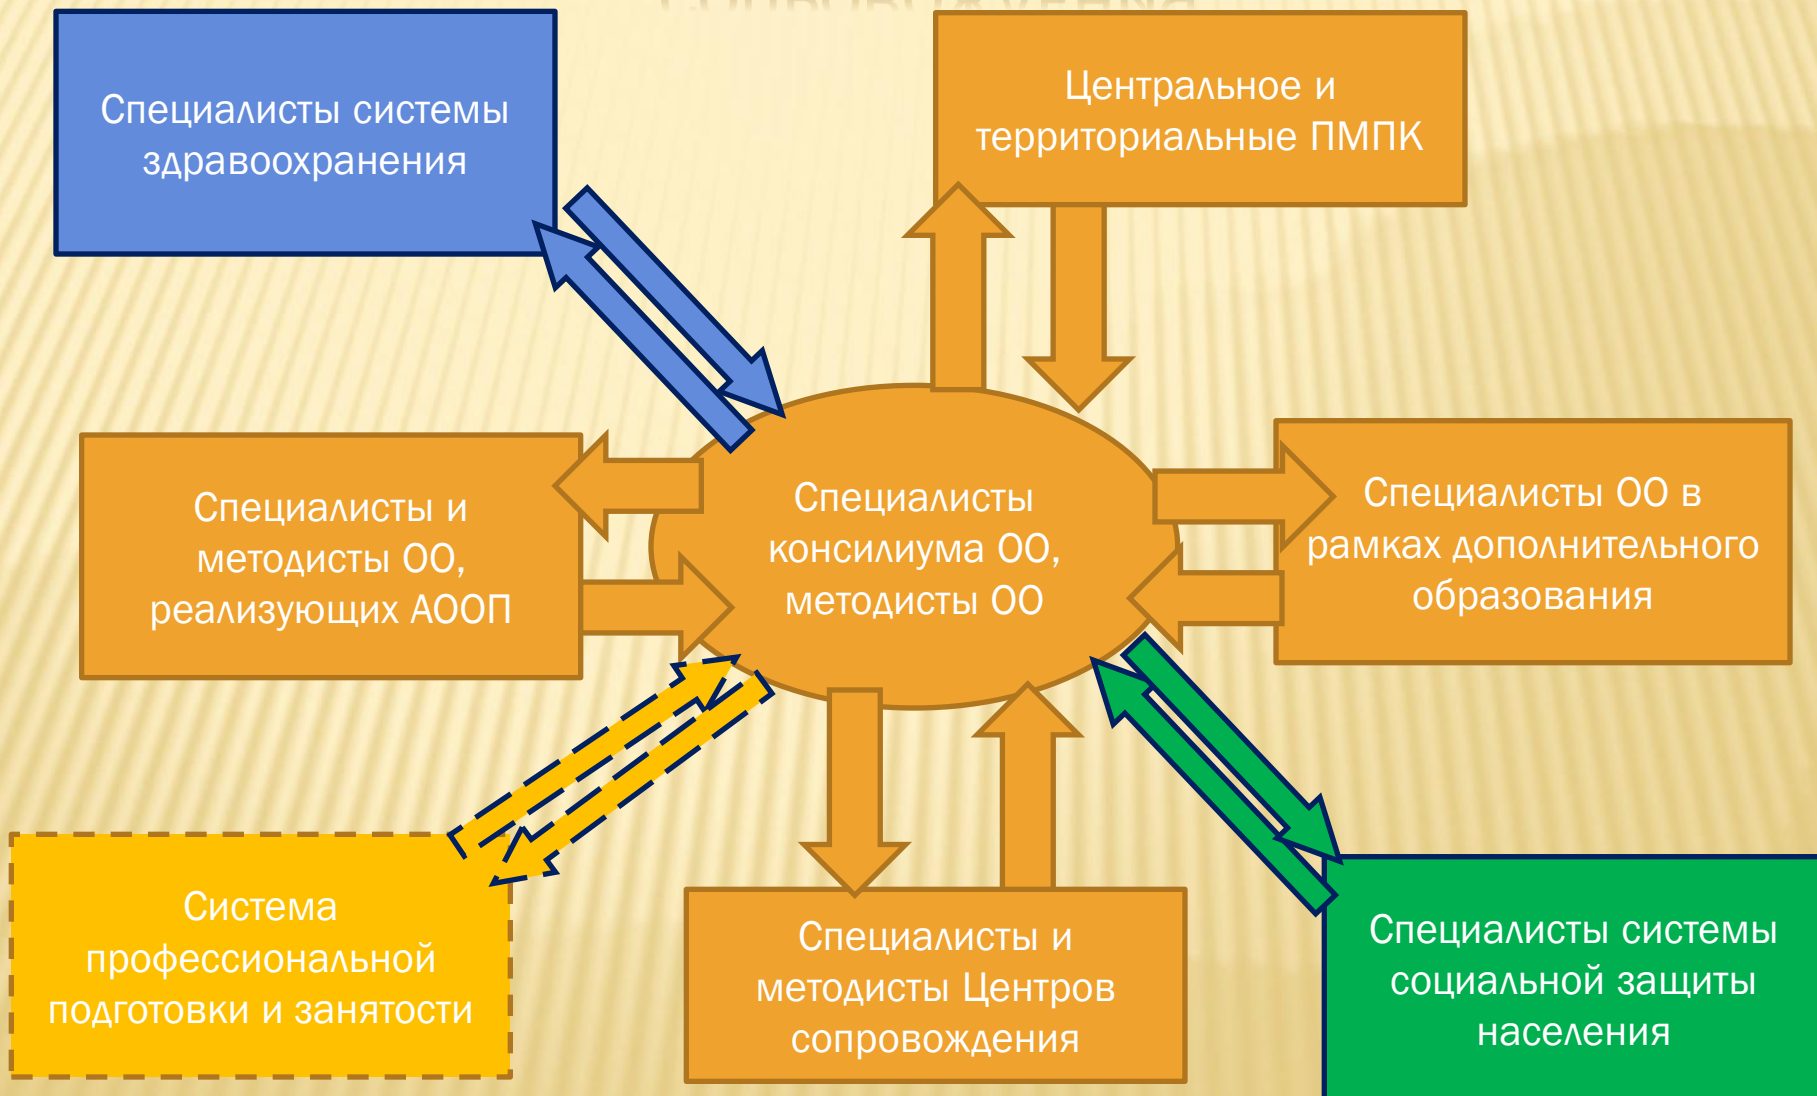 СОПРОВОЖДЕНИЯ
Специалисты системы
здравоохранения
Центральное и
территориальные ПМПК
Специалисты и
методисты ОО,
реализующих АООП
Специалисты
консилиума ОО,
методисты ОО
Специалисты ОО в
рамках дополнительного
образования
Система
профессиональной
подготовки и занятости
Специалисты и
методисты Центров
сопровождения
Специалисты системы
социальной защиты
населения